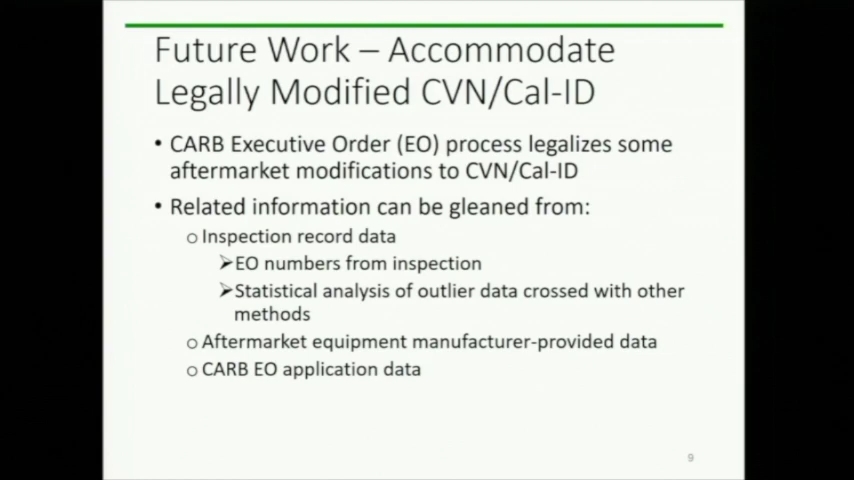 Future Work – Accommodate
Legally Modified CVN/Cal-ID
• CARB Executive Order (EO) process legalizes some
aftermarket modifications to CVN/Cal-ID
• Related information can be gleaned from:
o Inspection record data
➢EO numbers from inspection
➢Statistical analysis of outlier data crossed with other
methods
o Aftermarket equipment manufacturer-provided data
o CARB EO application data
9